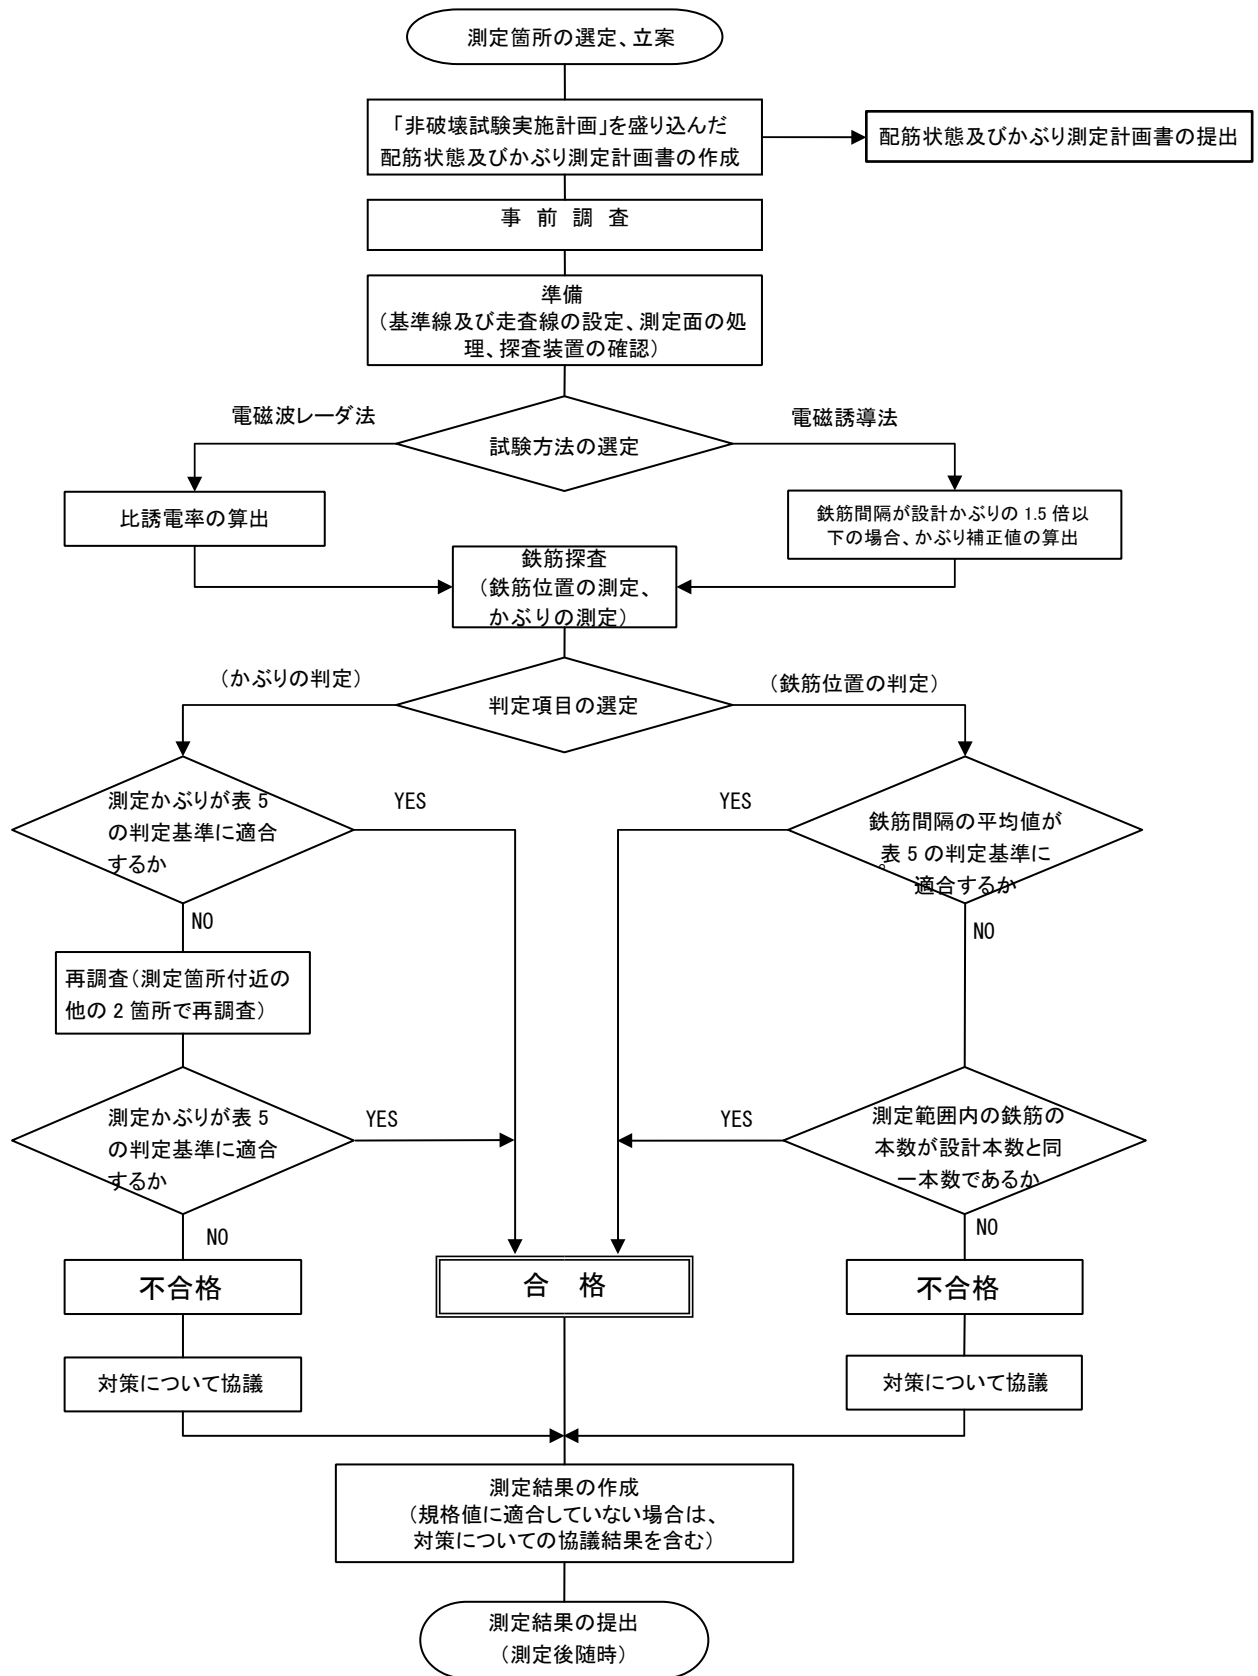 測定箇所の選定、立案
「非破壊試験実施計画」を盛り込んだ
配筋状態及びかぶり測定計画書の作成
配筋状態及びかぶり測定計画書の提出
事 前 調 査
準備
（基準線及び走査線の設定、測定面の処
理、探査装置の確認）
電磁波レーダ法
電磁誘導法
試験方法の選定
比誘電率の算出
鉄筋間隔が設計かぶりの 1.5 倍以
下の場合、かぶり補正値の算出
鉄筋探査
（鉄筋位置の測定、
かぶりの測定）
（かぶりの判定）
（鉄筋位置の判定）
判定項目の選定
測定かぶりが表 5
の判定基準に適合
するか
YES
YES
鉄筋間隔の平均値が
表 5 の判定基準に
適合するか
。
NO
NO
再調査（測定箇所付近の
他の 2 箇所で再調査）
測定かぶりが表 5
の判定基準に適合
するか
YES
YES
測定範囲内の鉄筋の
本数が設計本数と同
一本数であるか
NO
NO
不合格
合 格
不合格
対策について協議
対策について協議
測定結果の作成
（規格値に適合していない場合は、
対策についての協議結果を含む）
測定結果の提出
（測定後随時）